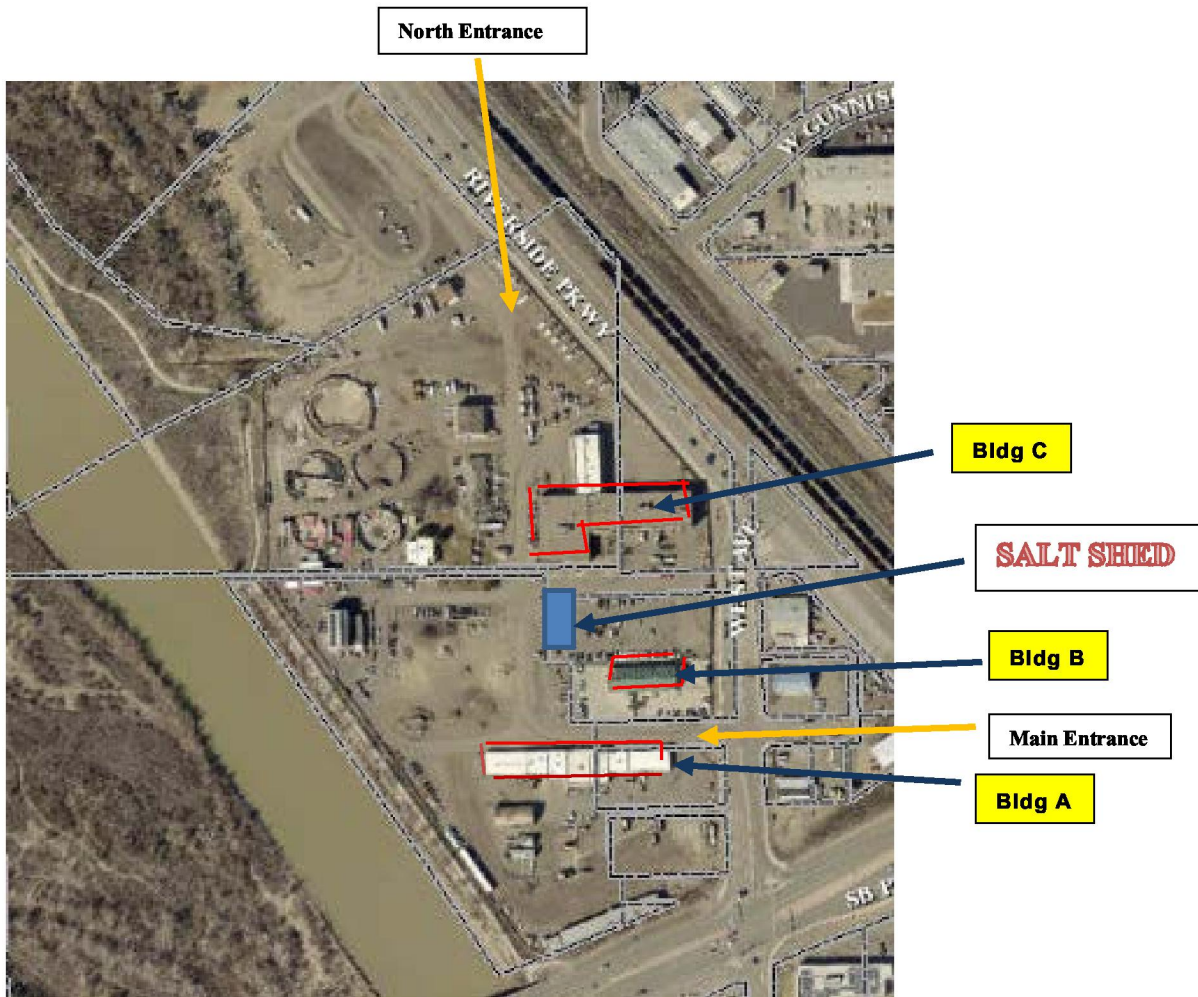 North Entrance
W GUNNIS
RIVERSIDE PKWY
Bldg C
SALT SHED
WEST AVE
Bldg B
Main Entrance
Bldg A
SB